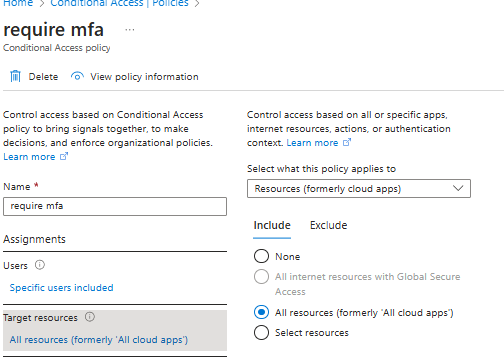 Home > Conditional Access | Policies >
require mfa ...
Conditional Access policy
Delete View policy information
Control access based on Conditional Access
policy to bring signals together, to make
decisions, and enforce organizational policies.
Learn more
Name *
require mfa
Assignments
Users
Specific users included
Target resources
All resources (formerly 'All cloud apps')
Control access based on all or specific apps,
internet resources, actions, or authentication
context. Learn more
Select what this policy applies to
Resources (formerly cloud apps)
Include Exclude
None
All internet resources with Global Secure
Access
All resources (formerly 'All cloud apps')
Select resources